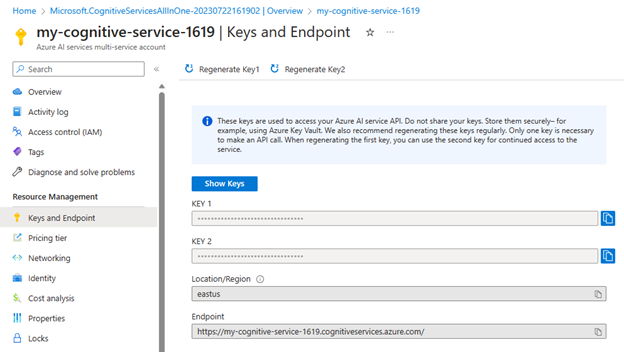 Home > Microsoft.CognitiveServicesAllInOne-20230722161902 | Overview > my-cognitive-service-1619
my-cognitive-service-1619 | Keys and Endpoint ☆ ···
Azure AI services multi-service account
Search «
Overview
Activity log
Access control (IAM)
Tags
Diagnose and solve problems
Resource Management
Keys and Endpoint
Pricing tier
Networking
Identity
Cost analysis
Properties
Locks
Regenerate Key1 Regenerate Key2
These keys are used to access your Azure AI service API. Do not share your keys. Store them securely– for
example, using Azure Key Vault. We also recommend regenerating these keys regularly. Only one key is necessary
to make an API call. When regenerating the first key, you can use the second key for continued access to the
service.
Show Keys
KEY 1
••••••••••••••••••••••••••••••••
KEY 2
••••••••••••••••••••••••••••••••
Location/Region
eastus
Endpoint
https://my-cognitive-service-1619.cognitiveservices.azure.com/